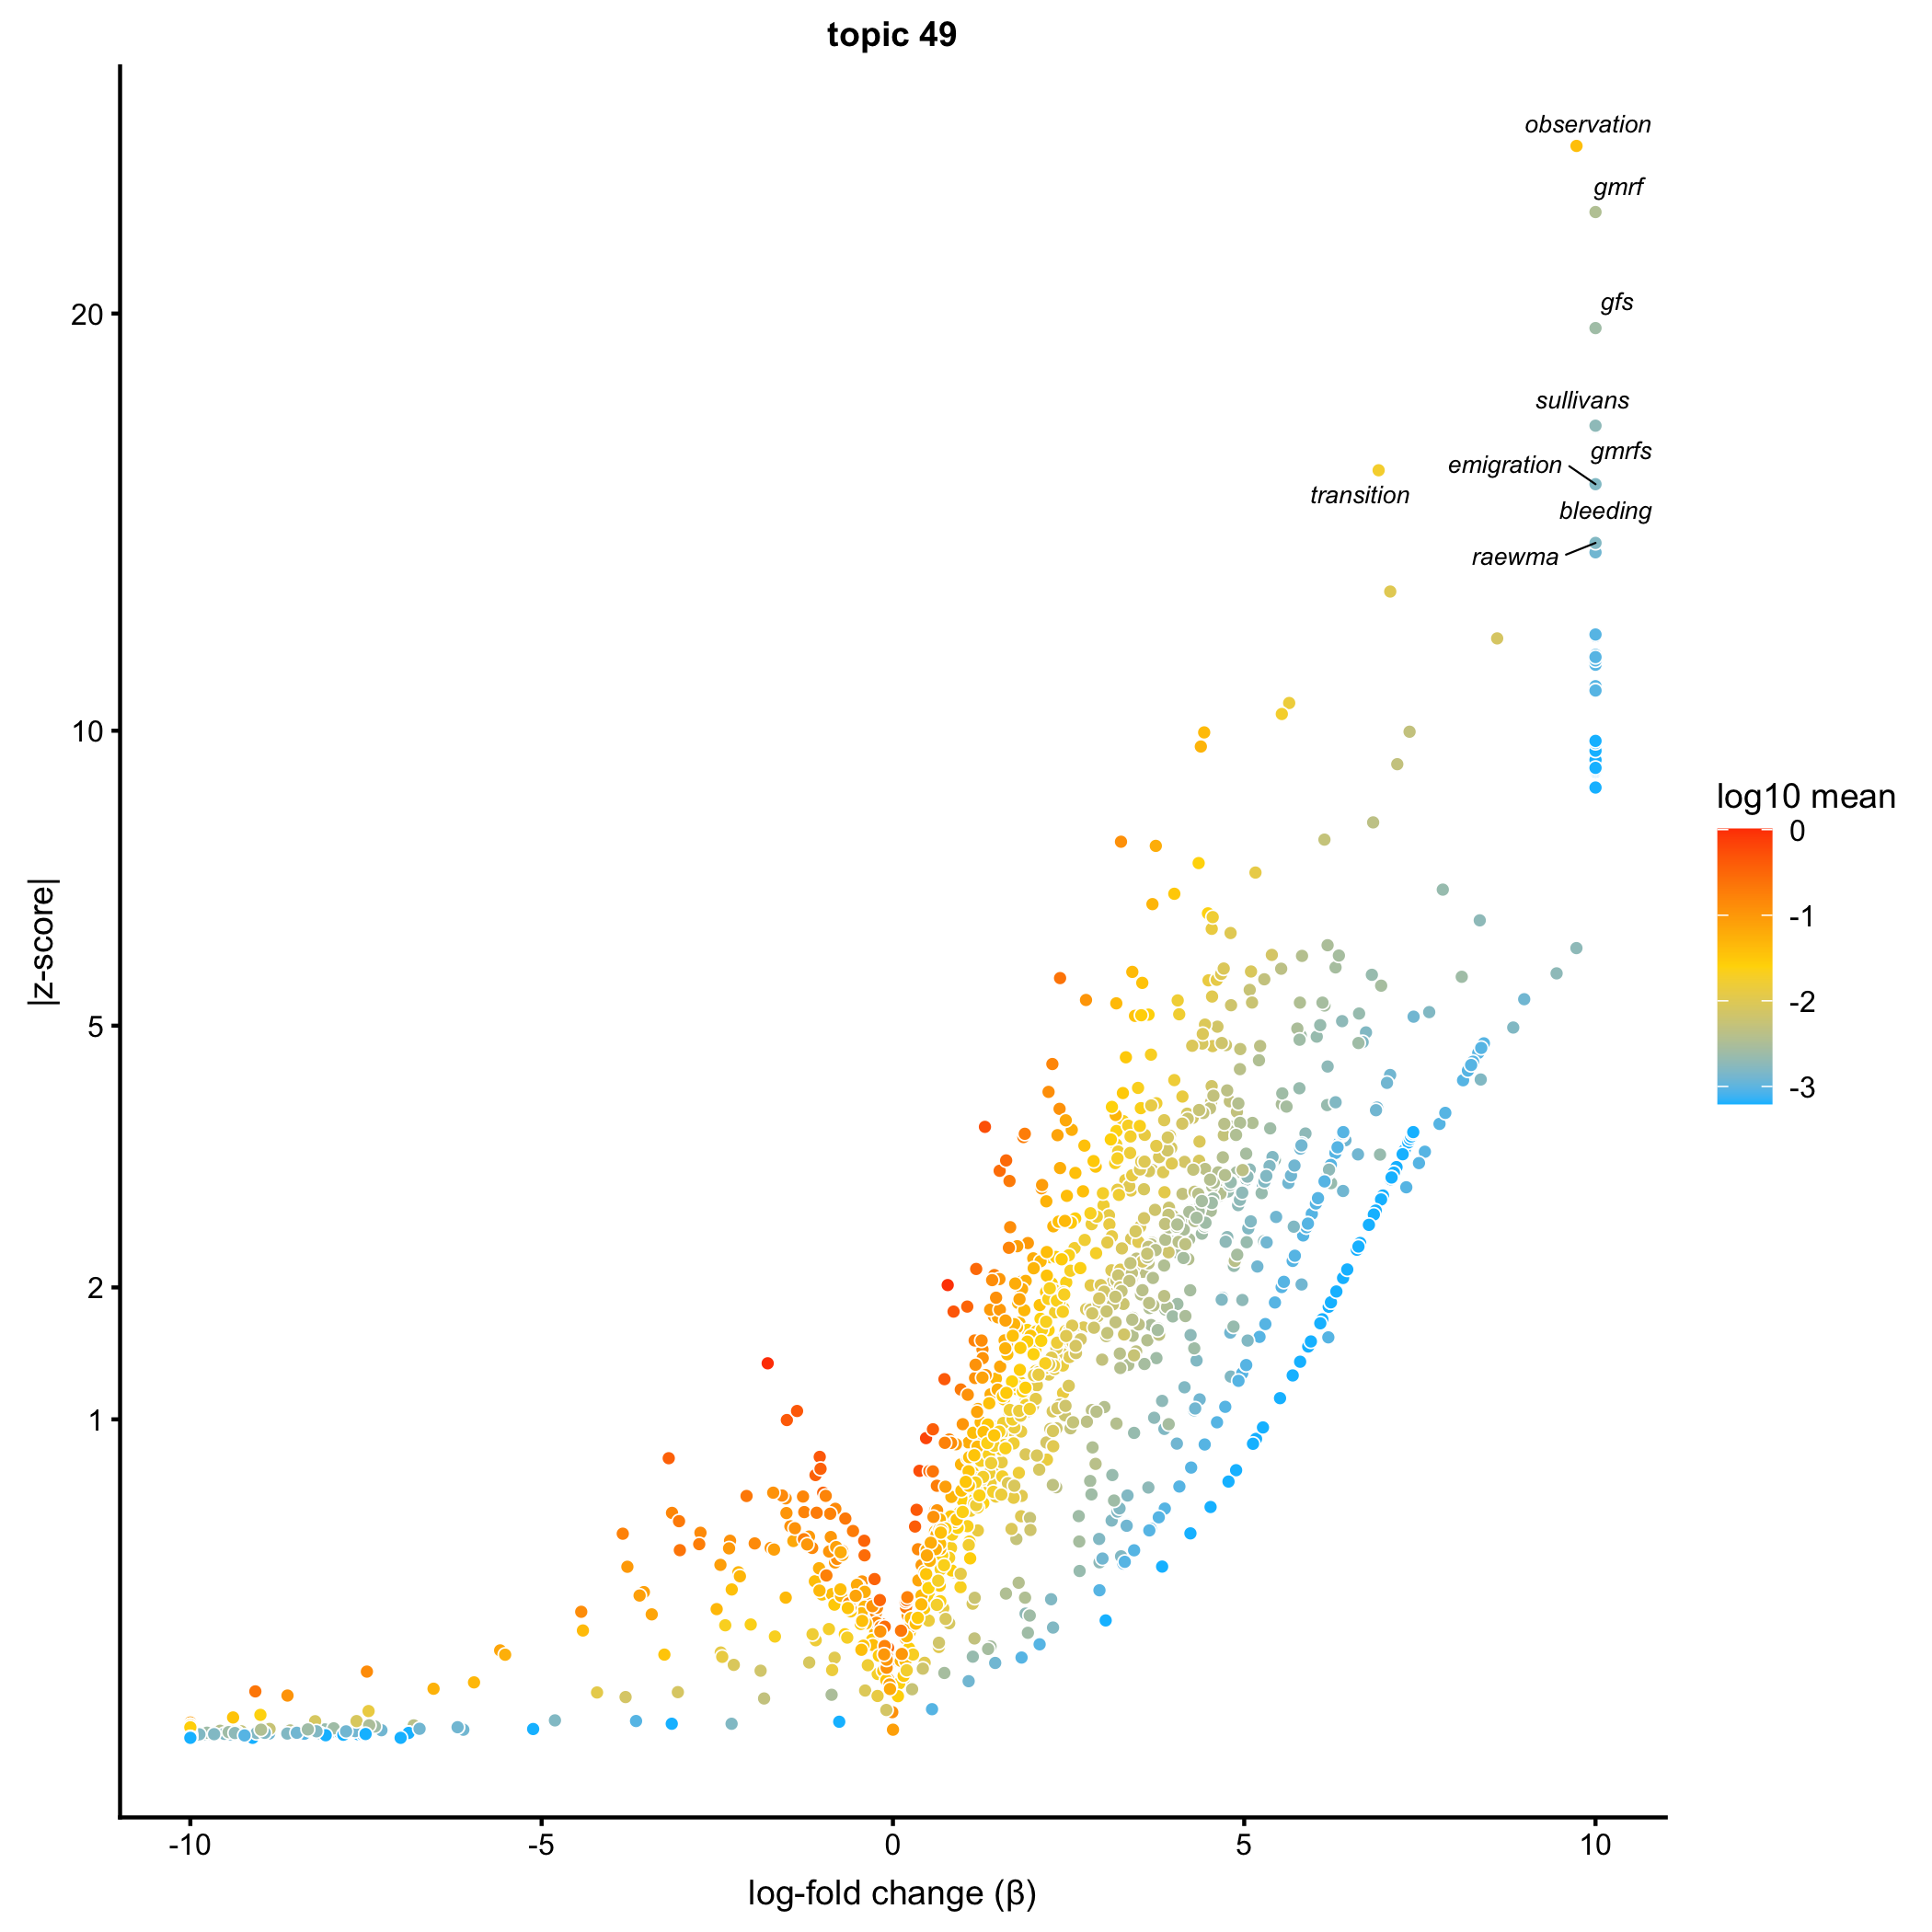 topic 49
observation
gmrf
20
gfs
sullivans
gmrfs
emigration
transition
bleeding
raewma
10
log10 mean
0
-1
-2
-3
|z-score|
5
2
1
-10 -5 0 5 10
log-fold change (β)